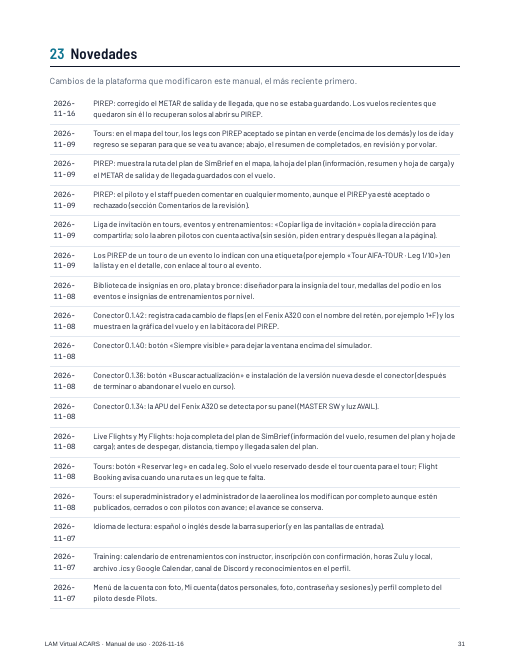 23 Novedades
Cambios de la plataforma que modificaron este manual, el más reciente primero.
2026-
11-16
PIREP: corregido el METAR de salida y de llegada, que no se estaba guardando. Los vuelos recientes que
quedaron sin él lo recuperan solos al abrir su PIREP.
2026-
11-09
Tours: en el mapa del tour, los legs con PIREP aceptado se pintan en verde (encima de los demás) y los de ida y
regreso se separan para que se vea tu avance; abajo, el resumen de completados, en revisión y por volar.
2026-
11-09
PIREP: muestra la ruta del plan de SimBrief en el mapa, la hoja del plan (información, resumen y hoja de carga) y
el METAR de salida y de llegada guardados con el vuelo.
2026-
11-09
PIREP: el piloto y el staff pueden comentar en cualquier momento, aunque el PIREP ya esté aceptado o
rechazado (sección Comentarios de la revisión).
2026-
11-09
Liga de invitación en tours, eventos y entrenamientos: «Copiar liga de invitación» copia la dirección para
compartirla; solo la abren pilotos con cuenta activa (sin sesión, piden entrar y después llegan a la página).
2026-
11-09
Los PIREP de un tour o de un evento lo indican con una etiqueta (por ejemplo «Tour AIFA-TOUR · Leg 1/10») en
la lista y en el detalle, con enlace al tour o al evento.
2026-
11-08
Biblioteca de insignias en oro, plata y bronce: diseñador para la insignia del tour, medallas del podio en los
eventos e insignias de entrenamientos por nivel.
2026-
11-08
Conector 0.1.42: registra cada cambio de flaps (en el Fenix A320 con el nombre del retén, por ejemplo 1+F) y los
muestra en la gráfica del vuelo y en la bitácora del PIREP.
2026-
11-08
Conector 0.1.40: botón «Siempre visible» para dejar la ventana encima del simulador.
2026-
11-08
Conector 0.1.36: botón «Buscar actualización» e instalación de la versión nueva desde el conector (después
de terminar o abandonar el vuelo en curso).
2026-
11-08
Conector 0.1.34: la APU del Fenix A320 se detecta por su panel (MASTER SW y luz AVAIL).
2026-
11-08
Live Flights y My Flights: hoja completa del plan de SimBrief (información del vuelo, resumen del plan y hoja de
carga); antes de despegar, distancia, tiempo y llegada salen del plan.
2026-
11-08
Tours: botón «Reservar leg» en cada leg. Solo el vuelo reservado desde el tour cuenta para el tour; Flight
Booking avisa cuando una ruta es un leg que te falta.
2026-
11-08
Tours: el superadministrador y el administrador de la aerolínea los modifican por completo aunque estén
publicados, cerrados o con pilotos con avance; el avance se conserva.
2026-
11-07
Idioma de lectura: español o inglés desde la barra superior (y en las pantallas de entrada).
2026-
11-07
Training: calendario de entrenamientos con instructor, inscripción con confirmación, horas Zulu y local,
archivo .ics y Google Calendar, canal de Discord y reconocimientos en el perfil.
2026-
11-07
Menú de la cuenta con foto, Mi cuenta (datos personales, foto, contraseña y sesiones) y perfil completo del
piloto desde Pilots.
LAM Virtual ACARS · Manual de uso · 2026-11-16
31